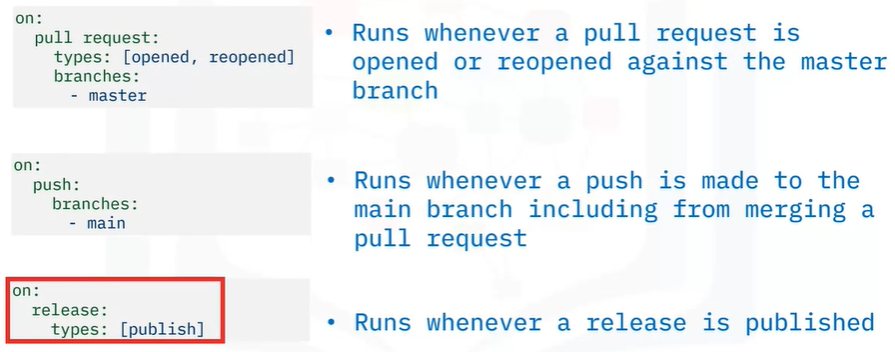 on:
  pull request:
    types: [opened, reopened]
    branches:
      - master
• Runs whenever a pull request is
opened or reopened against the master
branch
on:
  push:
    branches:
      - main
• Runs whenever a push is made to the
main branch including from merging a
pull request
on:
  release:
    types: [publish]
• Runs whenever a release is published